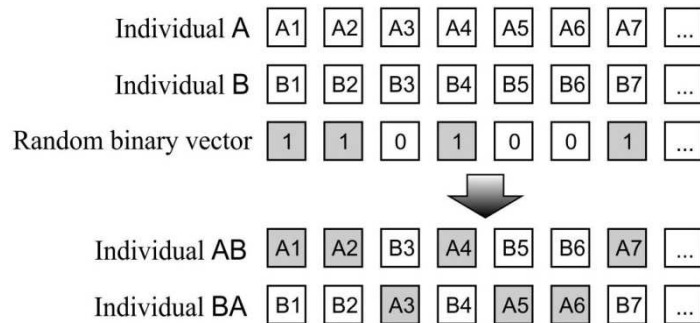 Individual A A1 A2 A3 A4 A5 A6 A7 ...
Individual B B1 B2 B3 B4 B5 B6 B7 ...
Random binary vector 1 1 0 1 0 0 1 ...
Individual AB A1 A2 B3 A4 B5 B6 A7 ...
Individual BA B1 B2 A3 B4 A5 A6 B7 ...